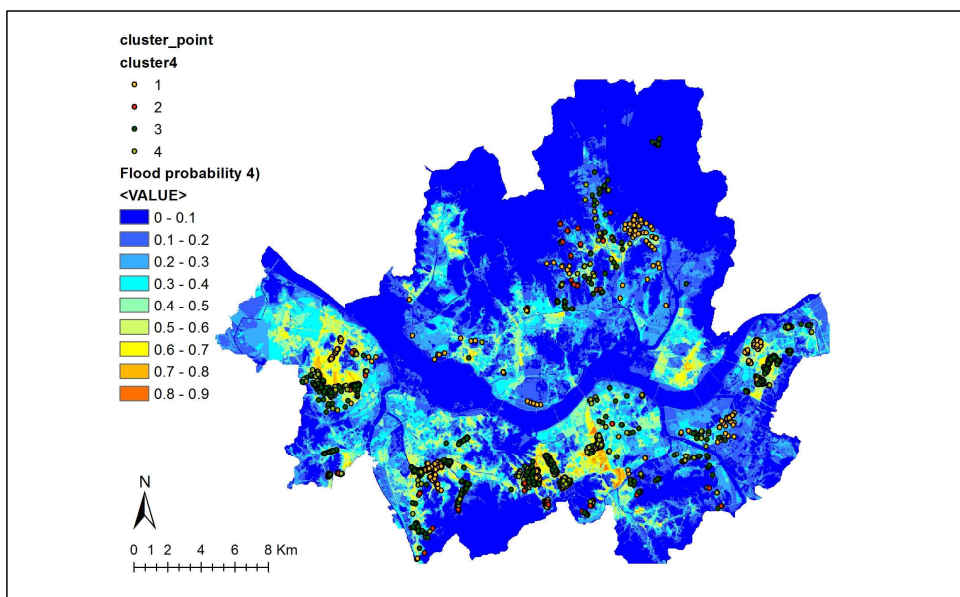 cluster_point
cluster4
1
2
3
4
Flood probability 4)
<VALUE>
0 - 0.1
0.1 - 0.2
0.2 - 0.3
0.3 - 0.4
0.4 - 0.5
0.5 - 0.6
0.6 - 0.7
0.7 - 0.8
0.8 - 0.9
N
0 1 2 4 6 8 Km